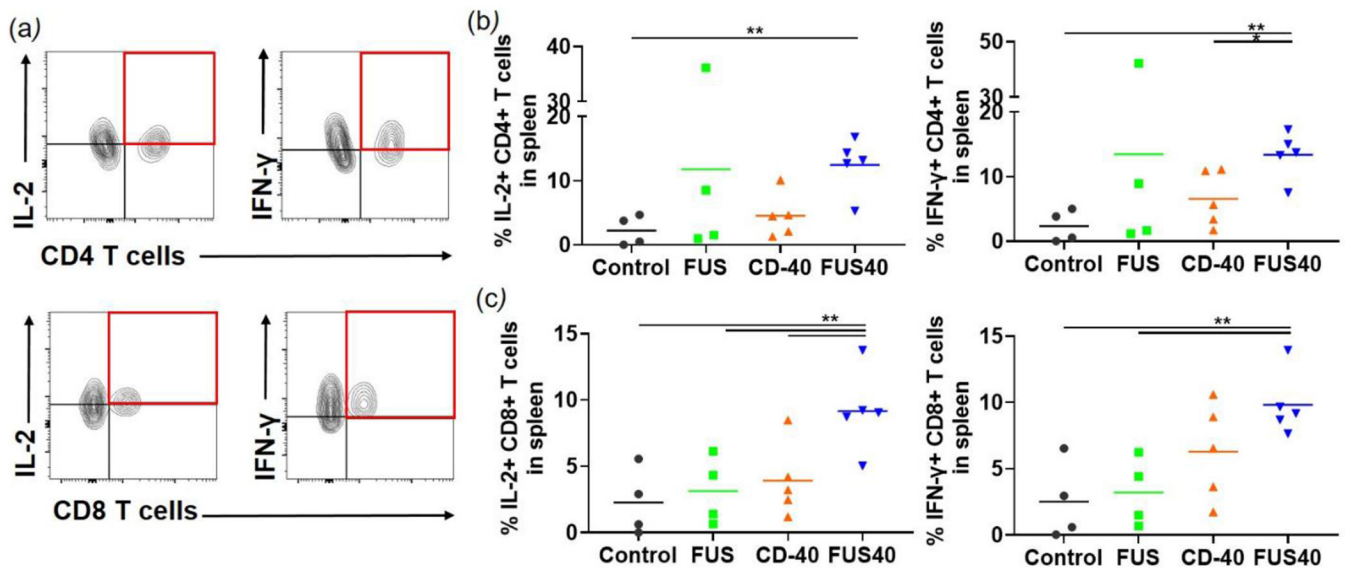 (a)
IL-2
IFN-γ
CD4 T cells
IL-2
IFN-γ
CD8 T cells
(b)
% IL-2+ CD4+ T cells
in spleen
40
30
20
10
0
**
Control FUS CD-40 FUS40
% IFN-γ+ CD4+ T cells
in spleen
50
30
20
10
0
**
*
Control FUS CD-40 FUS40
(c)
% IL-2+ CD8+ T cells
in spleen
15
10
5
0
**
Control FUS CD-40 FUS40
% IFN-γ+ CD8+ T cells
in spleen
15
10
5
0
**
Control FUS CD-40 FUS40